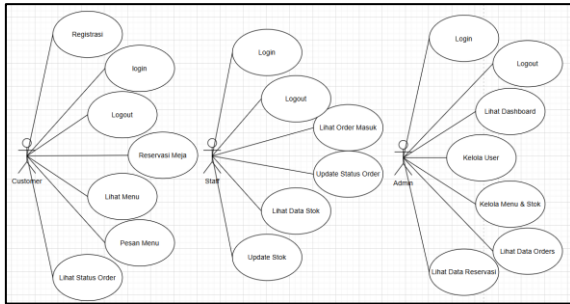 Registrasi
login
Logout
Reservasi Meja
Customer
Lihat Menu
Pesan Menu
Lihat Status Order
Login
Logout
Lihat Order Masuk
Update Status Order
Staff
Lihat Data Stok
Update Stok
Login
Logout
Lihat Dashboard
Kelola User
Admin
Kelola Menu & Stok
Lihat Data Orders
Lihat Data Reservasi